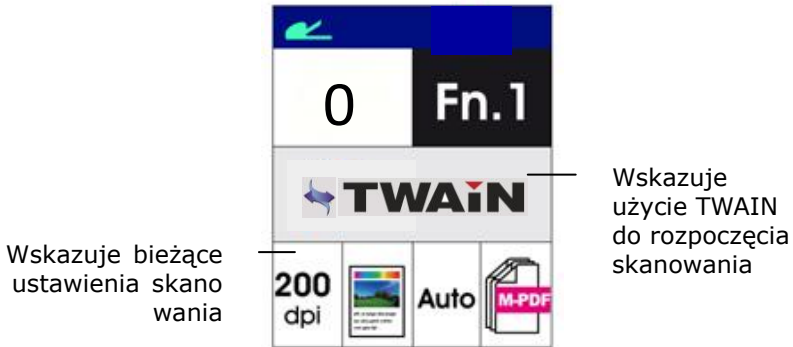 0 Fn.1
TWAIN
Wskazuje
użycie TWAIN
do rozpoczęcia
skanowania
Wskazuje bieżące
ustawienia skano
wania
200
dpi
Auto
M-PDF